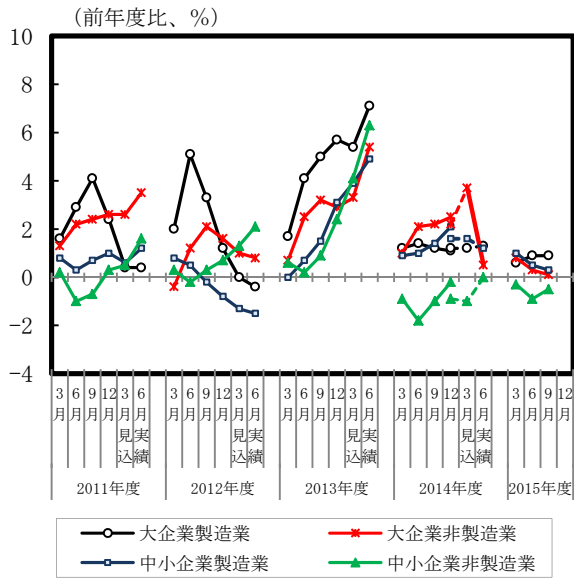 （前年度比、％）
10
8
6
4
2
0
−2
−4
3月 6月 9月 12月 3月見込 6月実績 3月 6月 9月 12月 3月見込 6月実績 3月 6月 9月 12月 3月見込 6月実績 3月 6月 9月 12月 3月見込 6月実績 3月 6月 9月 12月
2011年度 2012年度 2013年度 2014年度 2015年度
大企業製造業 大企業非製造業
中小企業製造業 中小企業非製造業